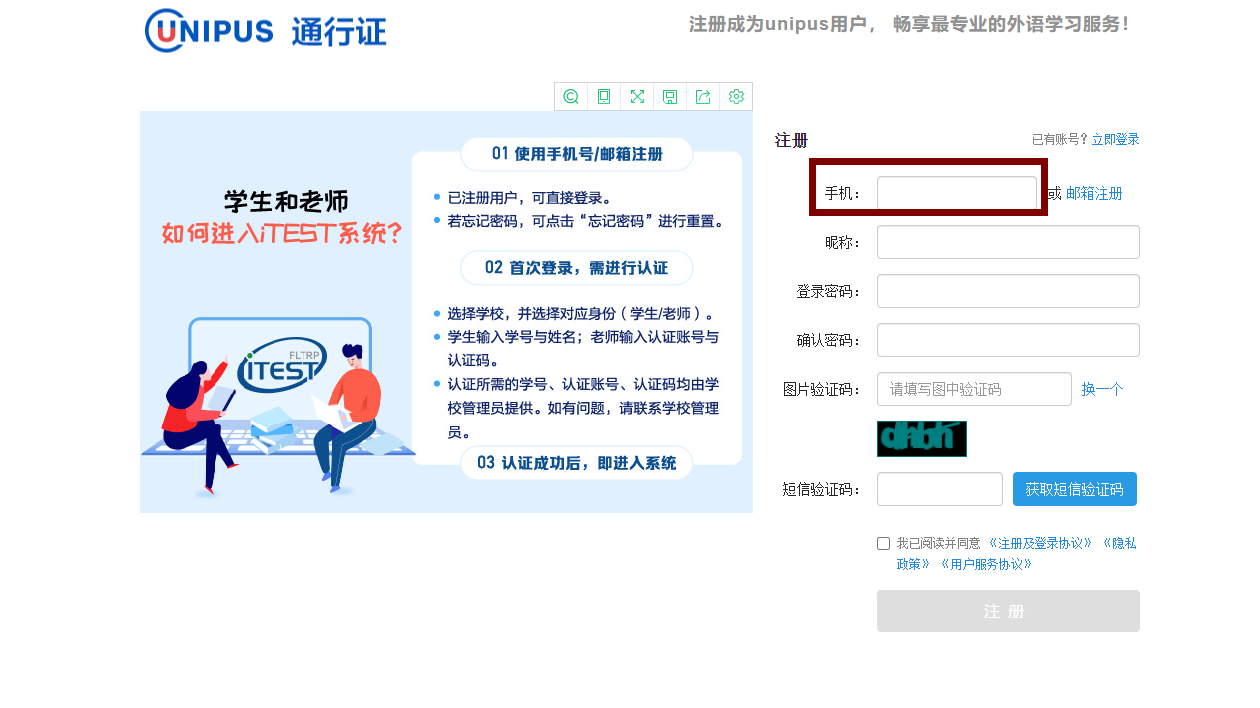 UNIPUS 通行证
注册成为unipus用户， 畅享最专业的外语学习服务！
学生和老师
如何进入iTEST系统？
FLTRP
iTEST
01 使用手机号/邮箱注册
已注册用户，可直接登录。
若忘记密码，可点击“忘记密码”进行重置。
02 首次登录，需进行认证
选择学校，并选择对应身份（学生/老师）。
学生输入学号与姓名；老师输入认证账号与
认证码。
认证所需的学号、认证账号、认证码均由学
校管理员提供。如有问题，请联系学校管理
员。
03 认证成功后，即进入系统
注册
已有账号？立即登录
手机：
或 邮箱注册
昵称：
登录密码：
确认密码：
图片验证码： 请填写图中验证码 换一个
短信验证码： 获取短信验证码
我已阅读并同意 《注册及登录协议》 《隐私
政策》 《用户服务协议》
注 册